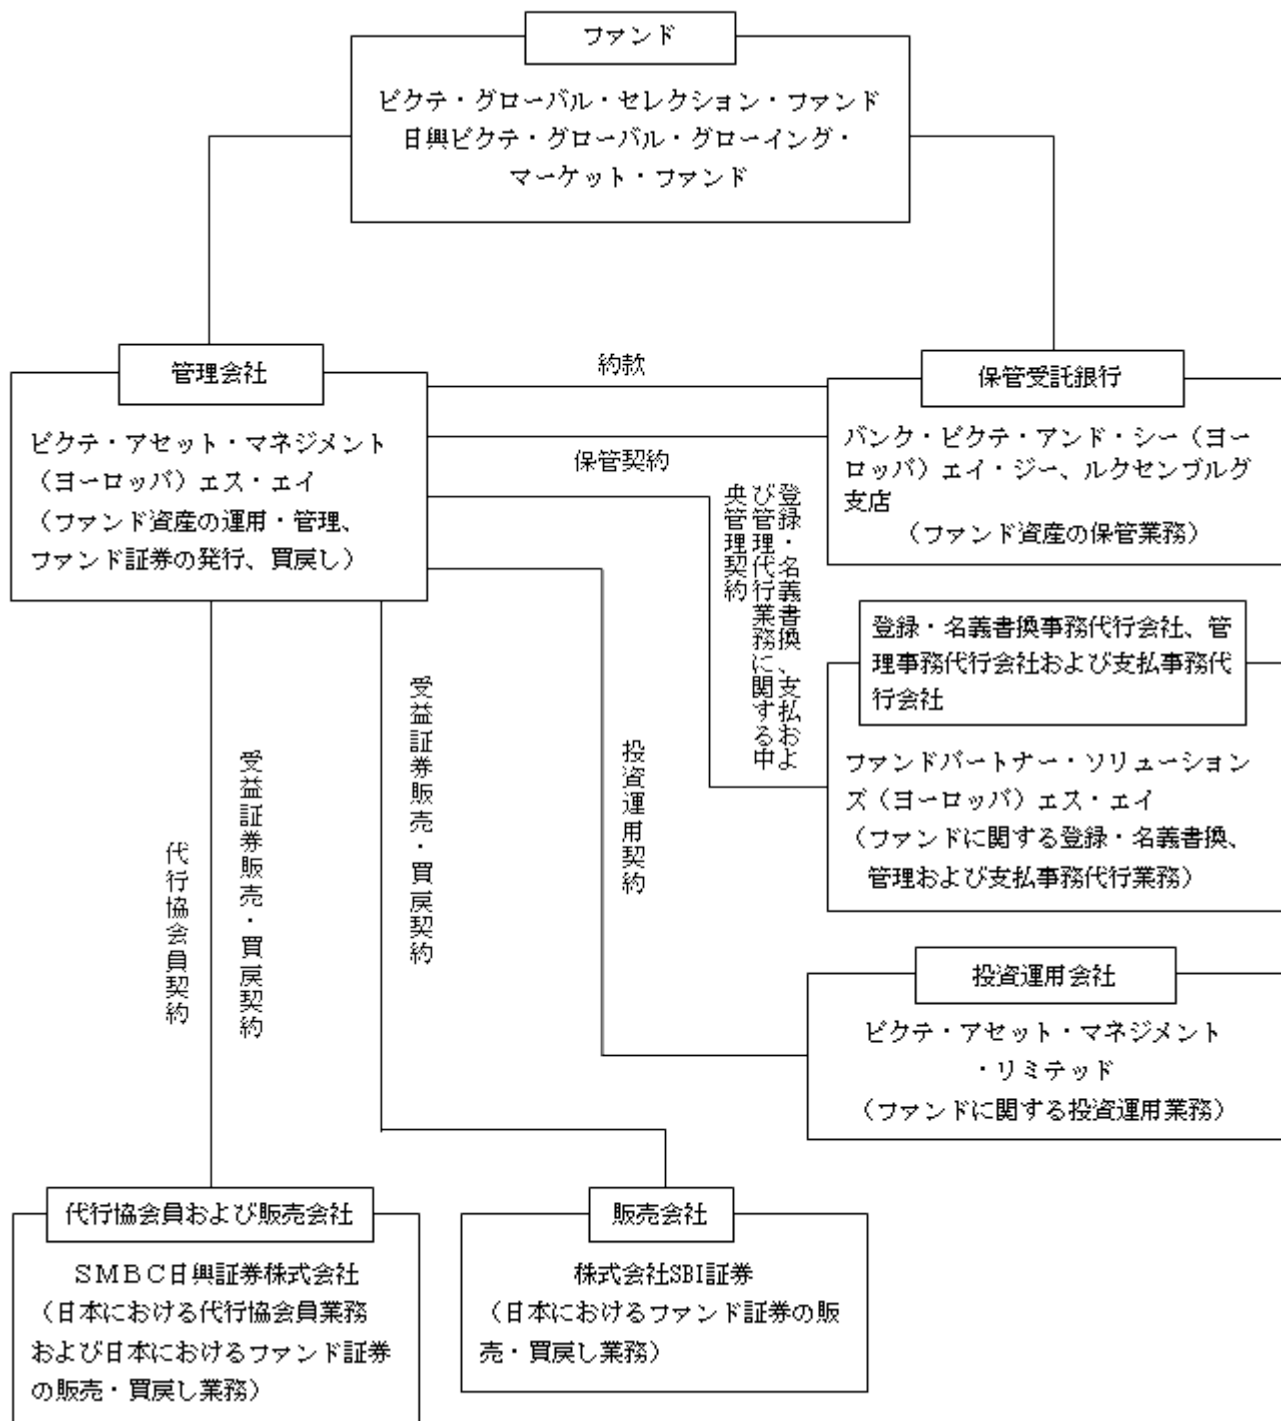 ファンド
ピクテ・グローバル・セレクション・ファンド
日興ピクテ・グローバル・グローイング・
マーケット・ファンド
管理会社
ピクテ・アセット・マネジメント
（ヨーロッパ）エス・エイ
（ファンド資産の運用・管理、
ファンド証券の発行、買戻し）
約款
保管契約
保管受託銀行
バンク・ピクテ・アンド・シー（ヨー
ロッパ）エイ・ジー、ルクセンブルグ
支店
（ファンド資産の保管業務）
登録・名義書換、支払およ
び管理代行業務に関する中
央管理契約
登録・名義書換事務代行会社、管
理事務代行会社および支払事務代
行会社
ファンドパートナー・ソリューション
ズ（ヨーロッパ）エス・エイ
（ファンドに関する登録・名義書換、
管理および支払事務代行業務）
投資運用契約
投資運用会社
ピクテ・アセット・マネジメント
・リミテッド
（ファンドに関する投資運用業務）
代行協会員契約
受益証券販売・買戻契約
受益証券販売・買戻契約
代行協会員および販売会社
ＳＭＢＣ日興証券株式会社
（日本における代行協会員業務
および日本におけるファンド証券
の販売・買戻し業務）
販売会社
株式会社SBI証券
（日本におけるファンド証券の販
売・買戻し業務）